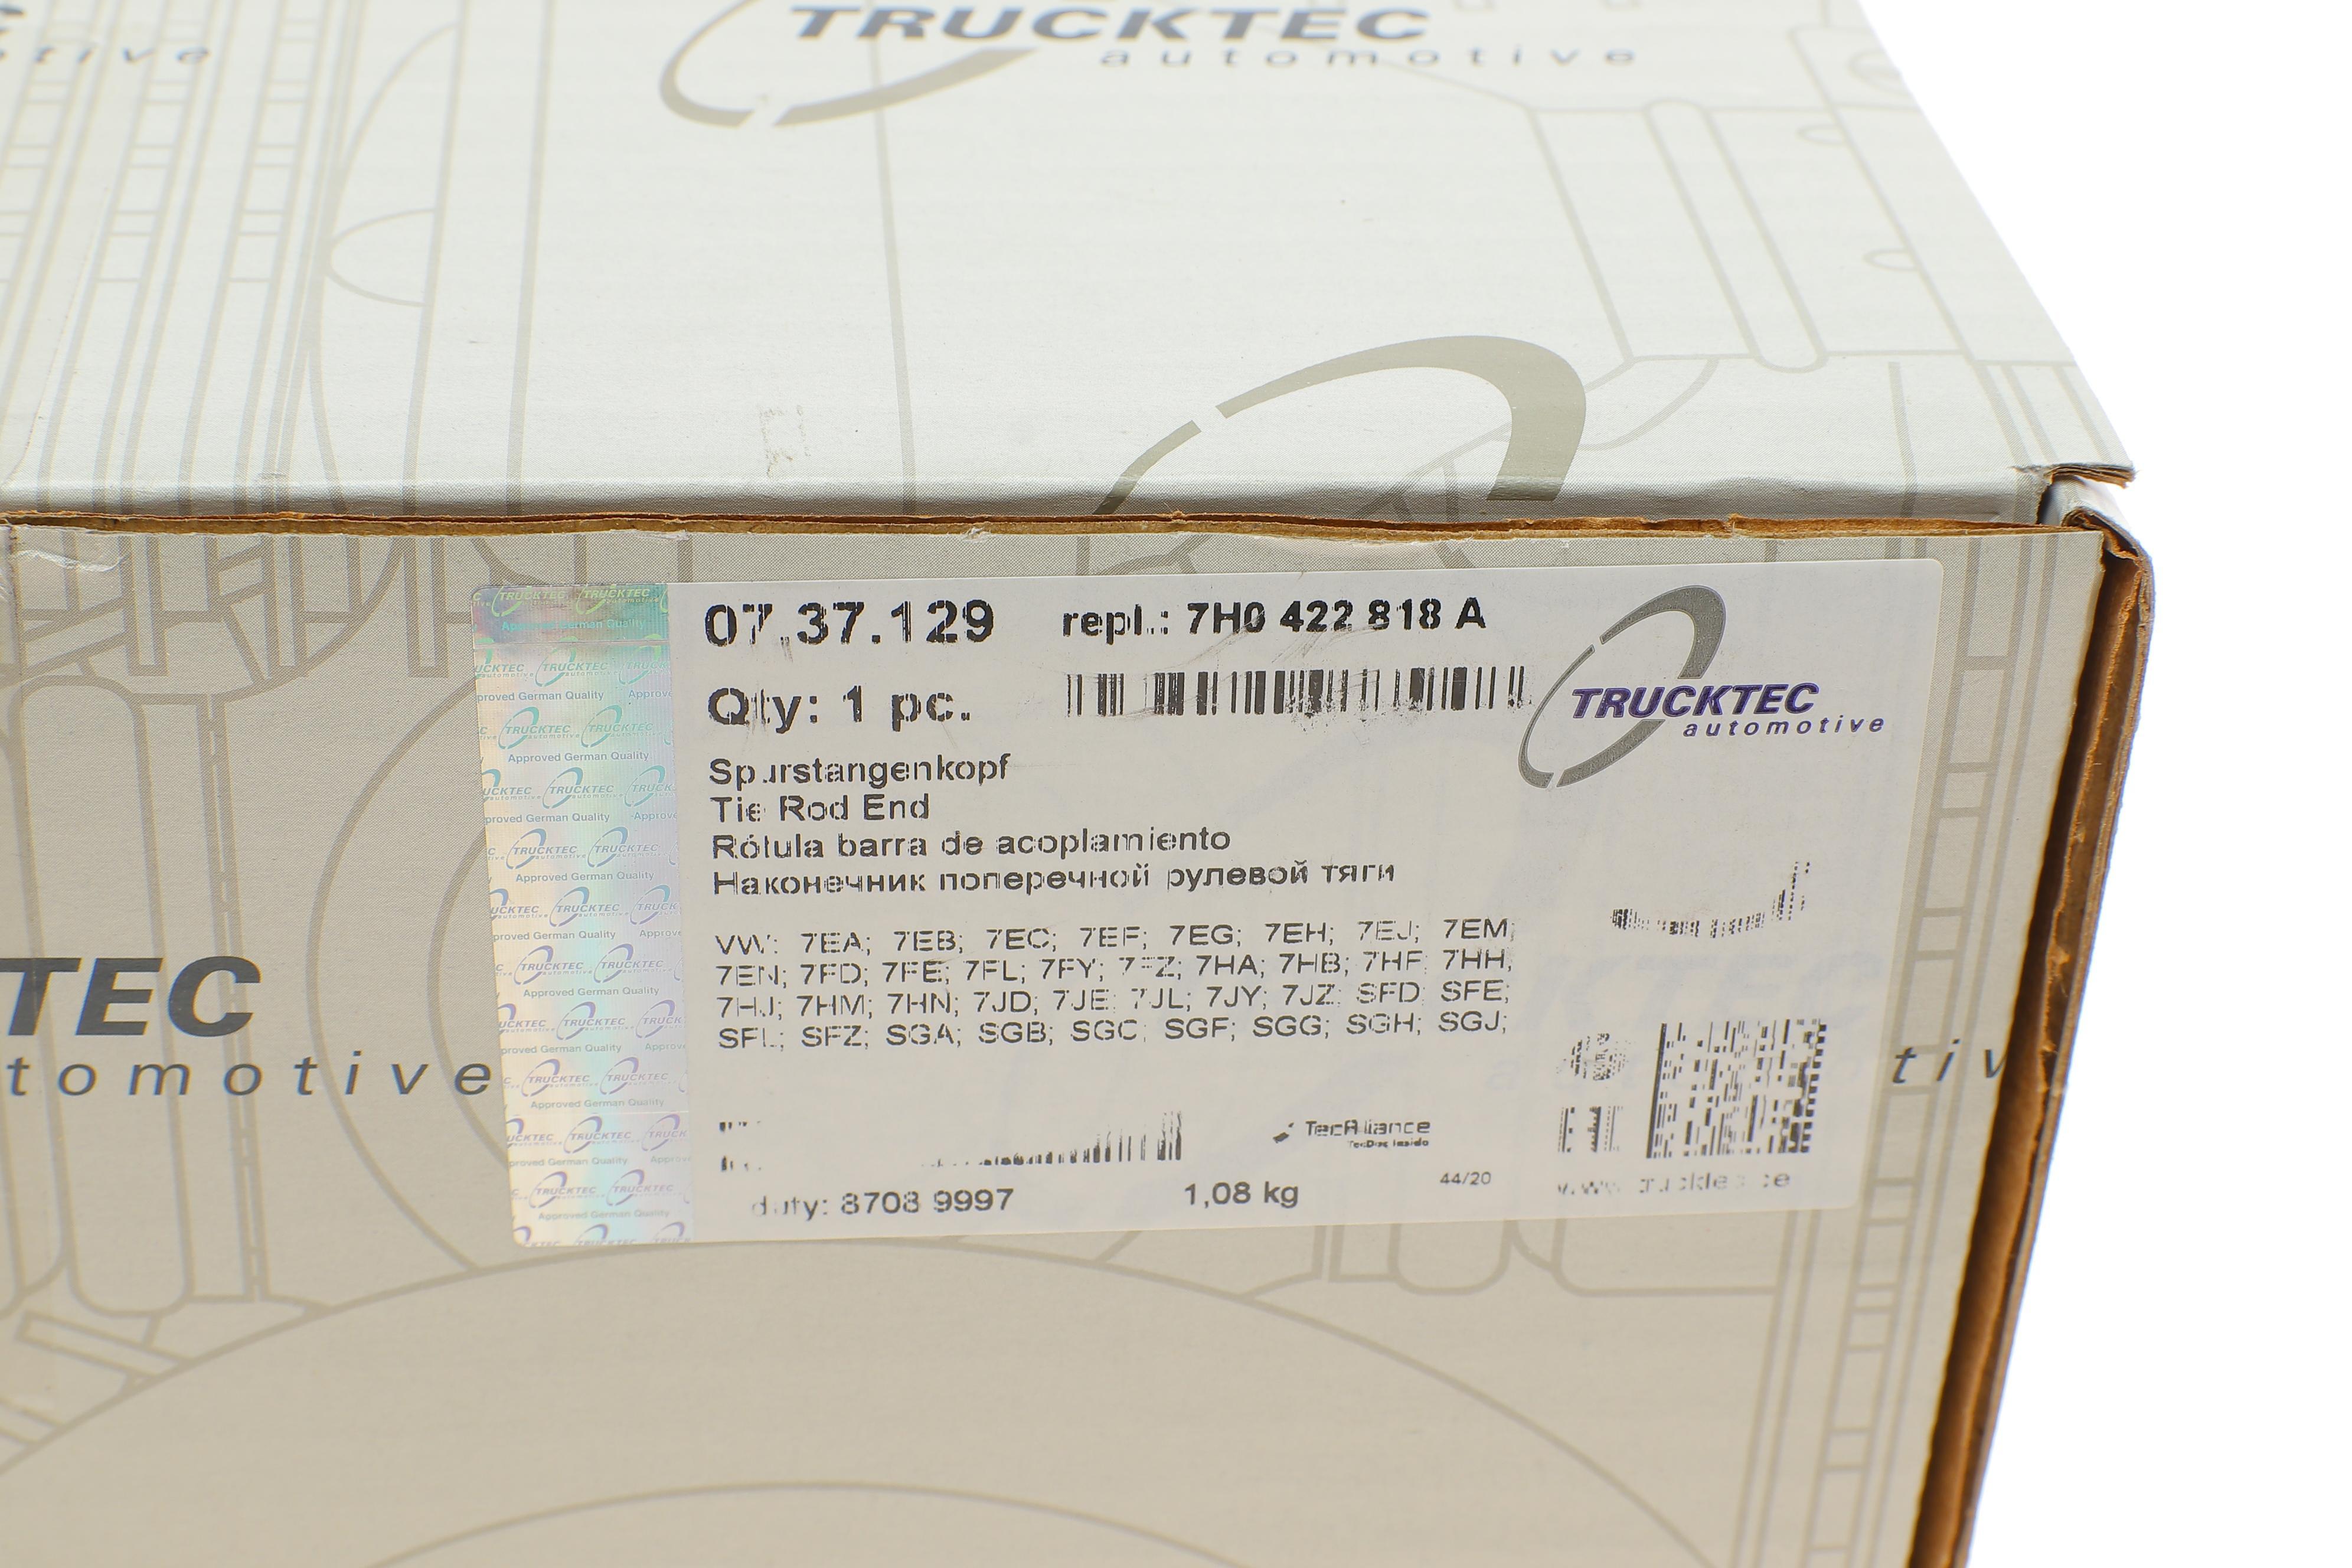 TRUCKTEC
automotive
07.37.129 repl.: 7H0 422 818 A
Qty: 1 pc.
TRUCKTEC
automotive
Spurstangenkopf
Tie Rod End
Rótula barra de acoplamiento
Наконечник поперечной рулевой тяги
VW: 7EA; 7EB; 7EC; 7EF; 7EG; 7EH; 7EJ; 7EM;
7EN; 7FD; 7FE; 7FL; 7FY; 7FZ; 7HA; 7HB; 7HF; 7HH;
7HJ; 7HM; 7HN; 7JD; 7JE; 7JL; 7JY; 7JZ; SFD; SFE;
SFL; SFZ; SGA; SGB; SGC; SGF; SGG; SGH; SGJ;
TecAlliance
TecDoc Inside
duty: 8708 9997 1,08 kg 44/20
TRUCKTEC
automotive
Approved German Quality
TEC
tomotive